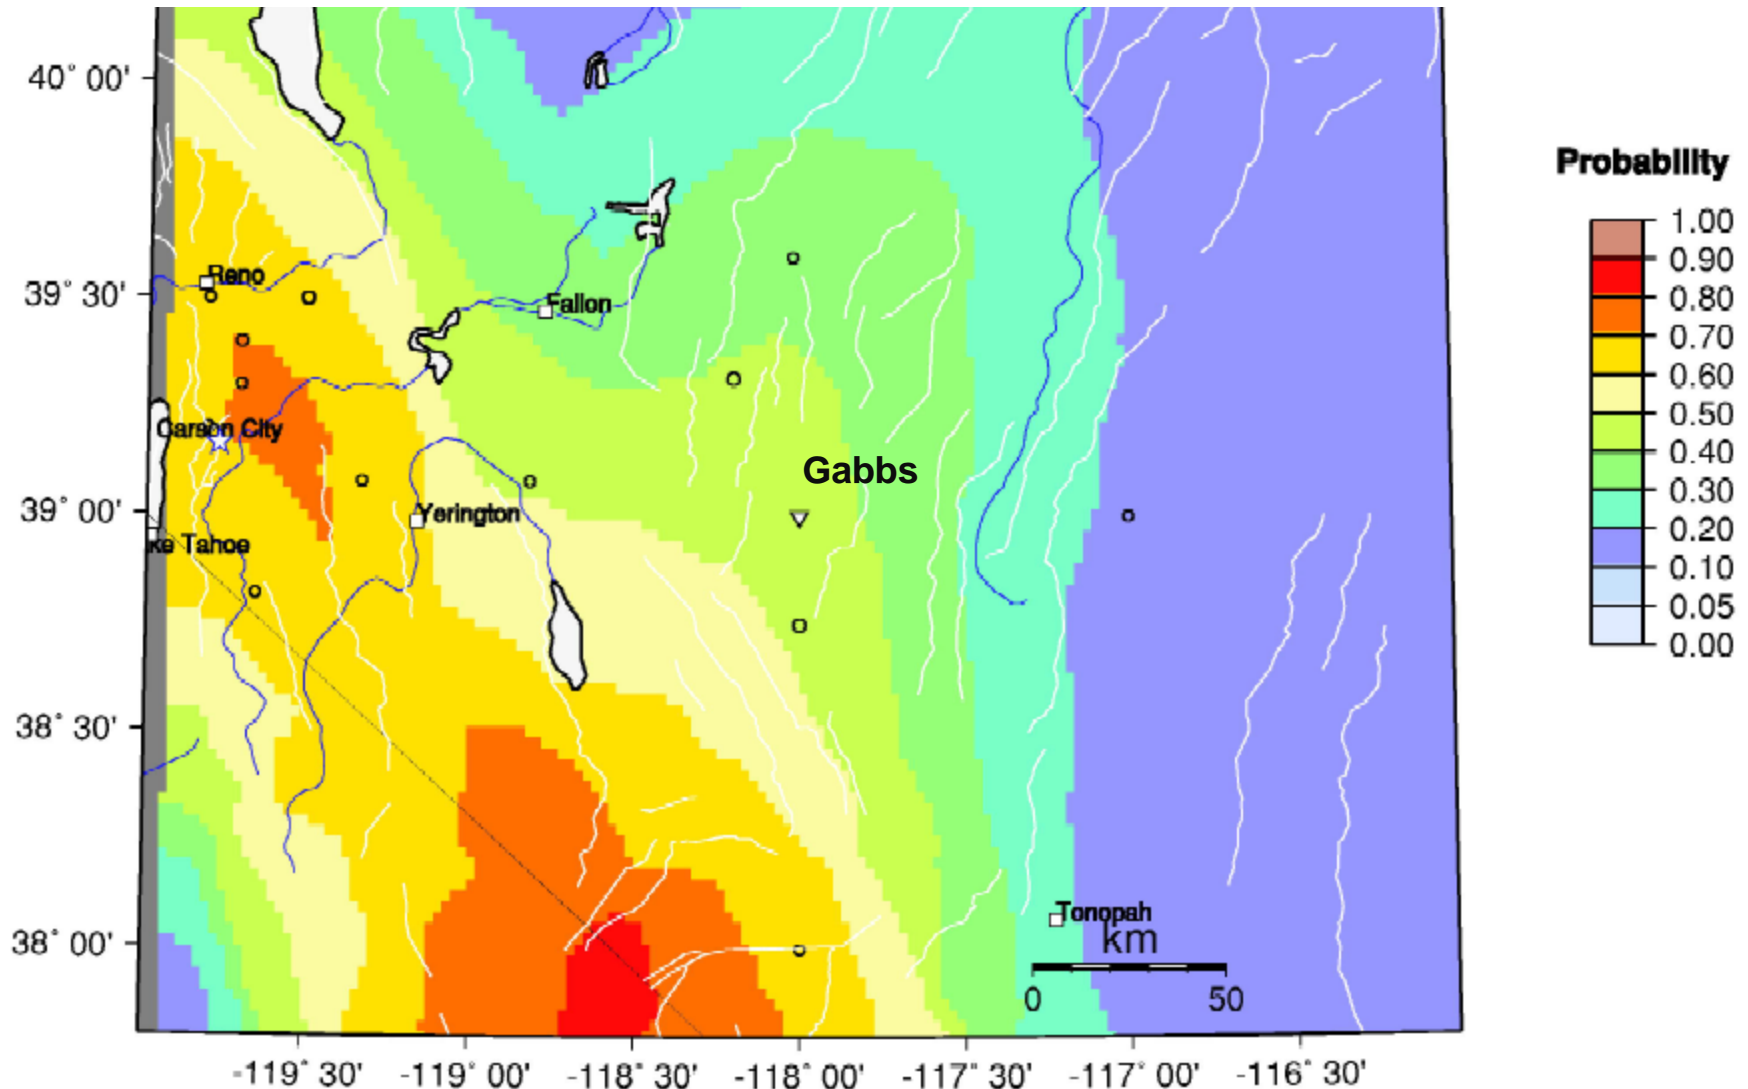 40° 00'
39° 30'
39° 00'
38° 30'
38° 00'
Reno
Fallon
Carson City
Gabbs
Yerington
ke Tahoe
Tonopah
km
0 50
-119° 30' -119° 00' -118° 30' -118° 00' -117° 30' -117° 00' -116° 30'
Probability
1.00
0.90
0.80
0.70
0.60
0.50
0.40
0.30
0.20
0.10
0.05
0.00